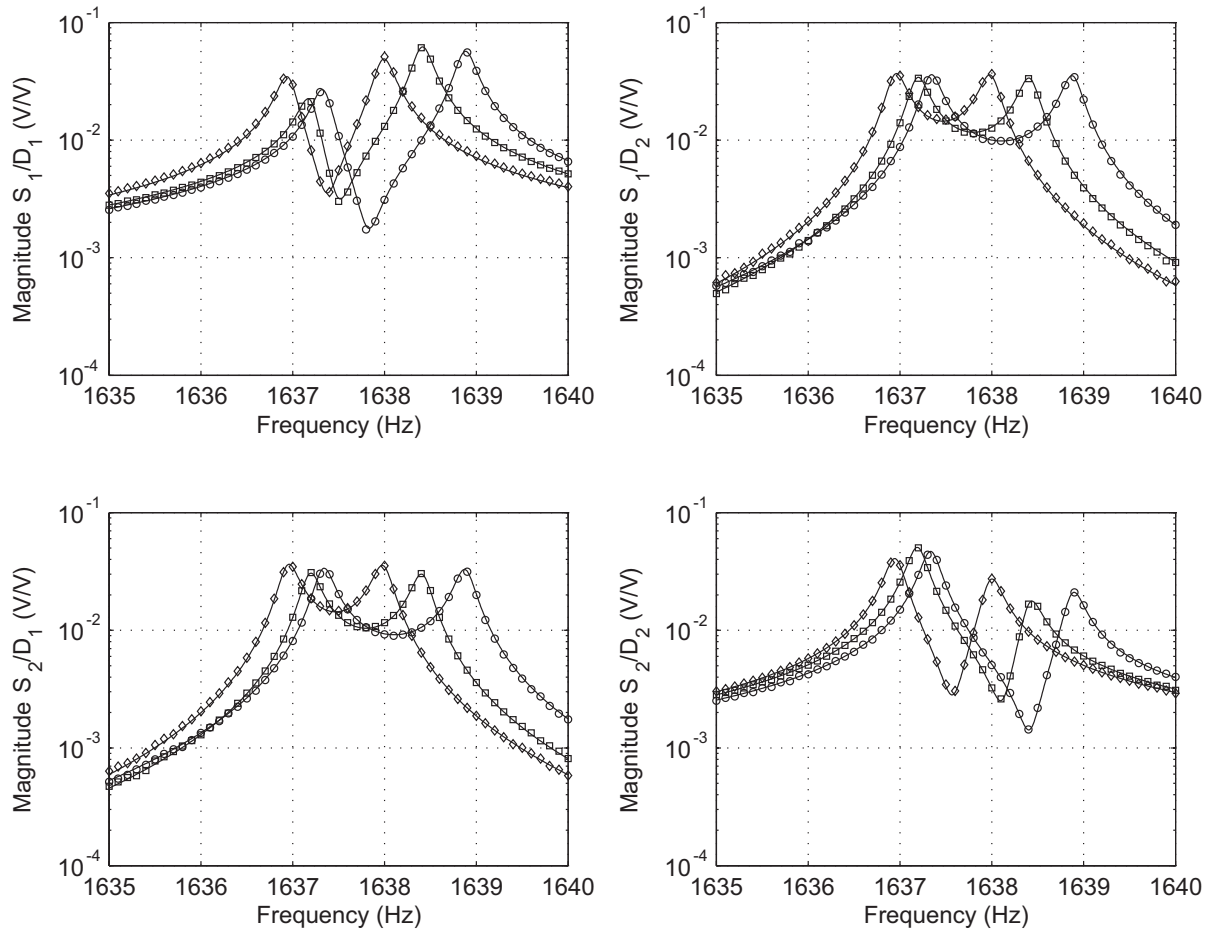 10^-1
10^-2
10^-3
10^-4
Magnitude S_1/D_1 (V/V)
1635 1636 1637 1638 1639 1640
Frequency (Hz)
10^-1
10^-2
10^-3
10^-4
Magnitude S_1/D_2 (V/V)
1635 1636 1637 1638 1639 1640
Frequency (Hz)
10^-1
10^-2
10^-3
10^-4
Magnitude S_2/D_1 (V/V)
1635 1636 1637 1638 1639 1640
Frequency (Hz)
10^-1
10^-2
10^-3
10^-4
Magnitude S_2/D_2 (V/V)
1635 1636 1637 1638 1639 1640
Frequency (Hz)